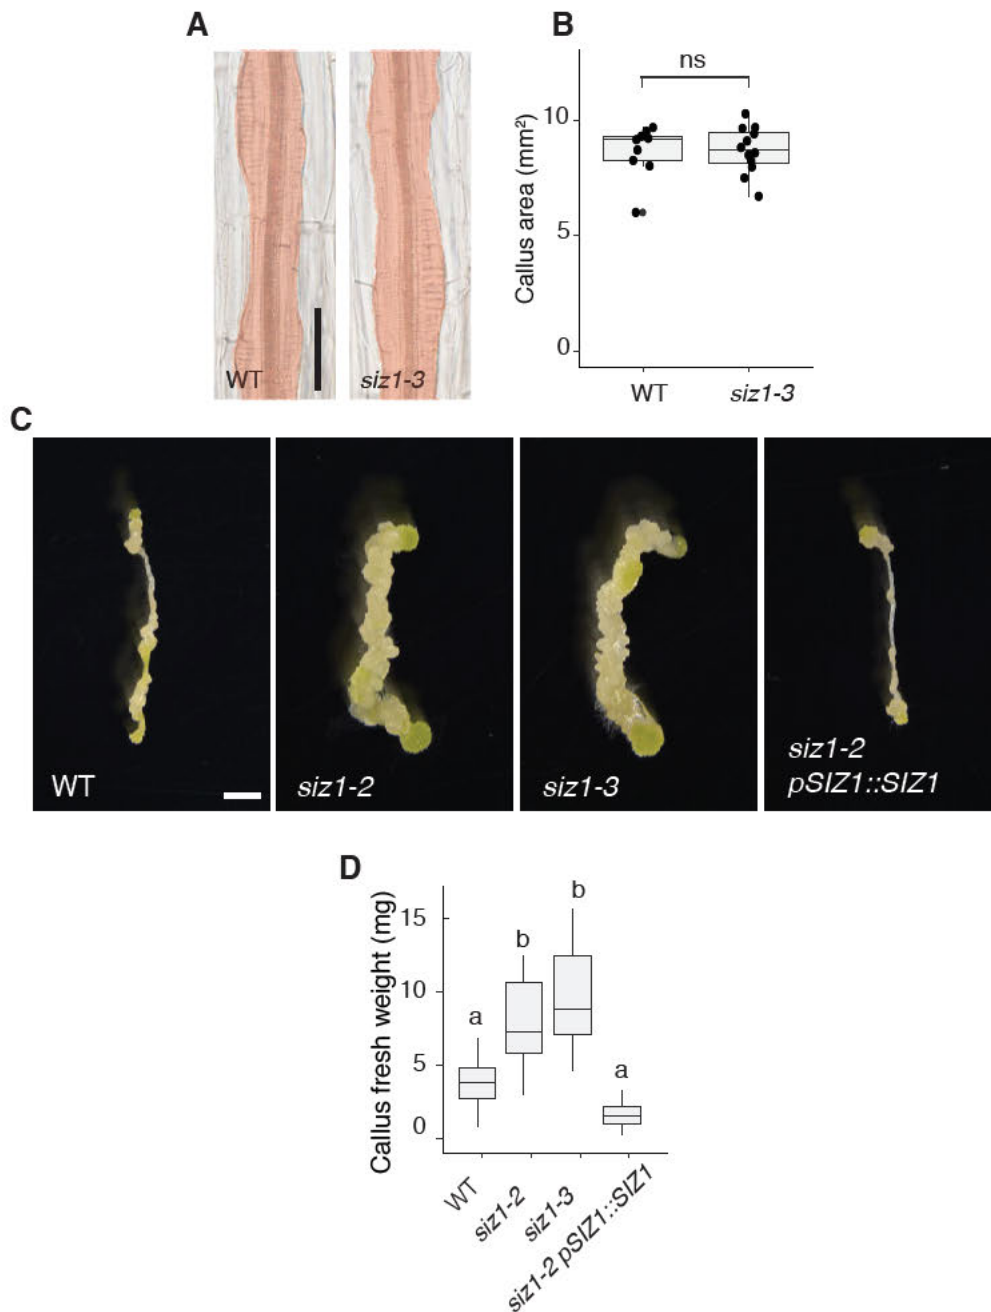 A
WT
siz1-3
B
ns
Callus area (mm²)
10
5
0
WT
siz1-3
C
WT
siz1-2
siz1-3
siz1-2
pSIZ1::SIZ1
D
Callus fresh weight (mg)
15
10
5
0
a
b
b
a
WT
siz1-2
siz1-3
siz1-2 pSIZ1::SIZ1